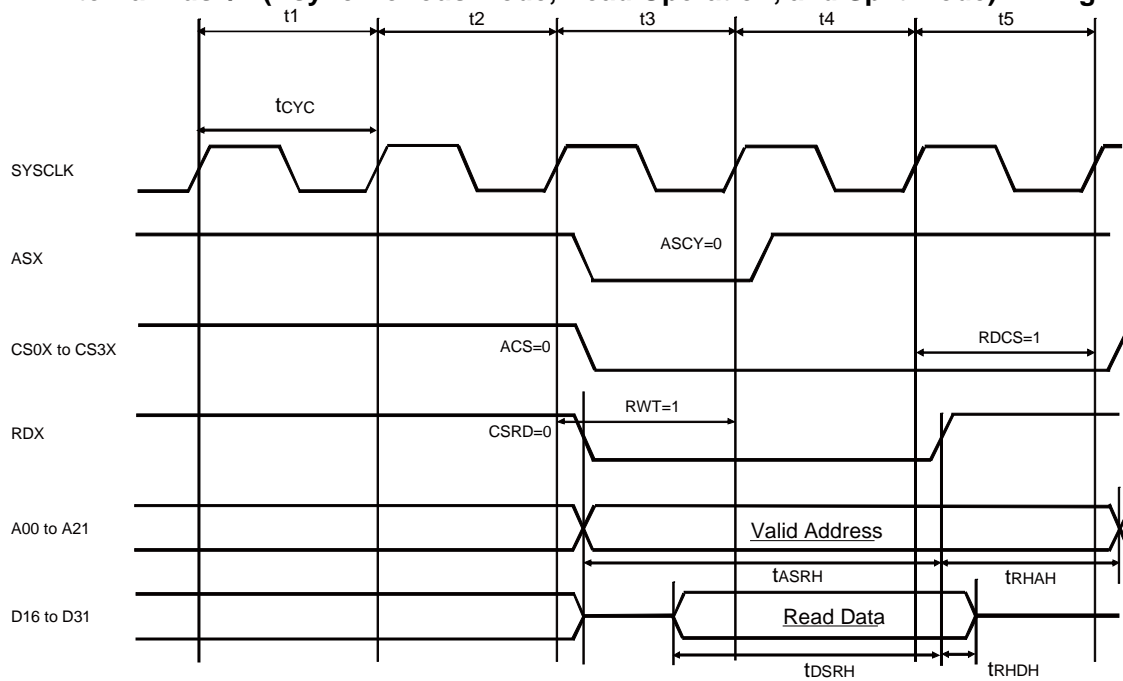 t1 t2 t3 t4 t5
tCYC
SYSCLK
ASX
ASCY=0
CS0X to CS3X
ACS=0
RDCS=1
RWT=1
RDX
CSRD=0
A00 to A21
Valid Address
tASRH
tRHAH
D16 to D31
Read Data
tDSRH
tRHDH